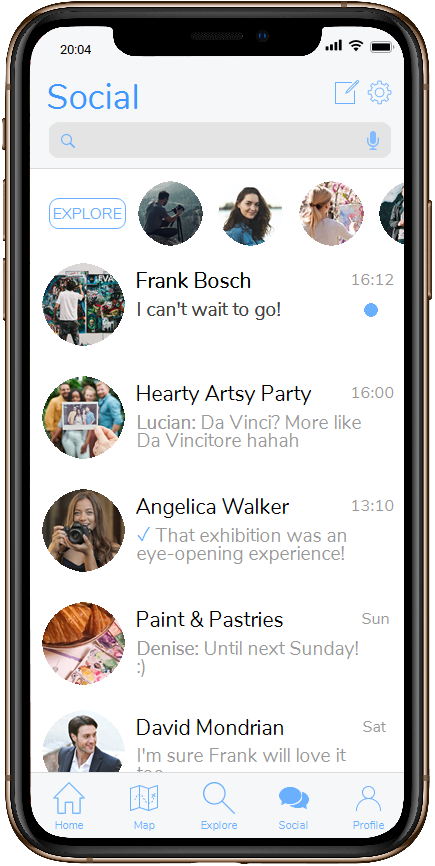 20:04
Social
EXPLORE
Frank Bosch 16:12
I can't wait to go!
Hearty Artsy Party 16:00
Lucian: Da Vinci? More like
Da Vincitore hahah
Angelica Walker 13:10
✓ That exhibition was an
eye-opening experience!
Paint & Pastries Sun
Denise: Until next Sunday!
:)
David Mondrian Sat
I'm sure Frank will love it
Home Map Explore Social Profile